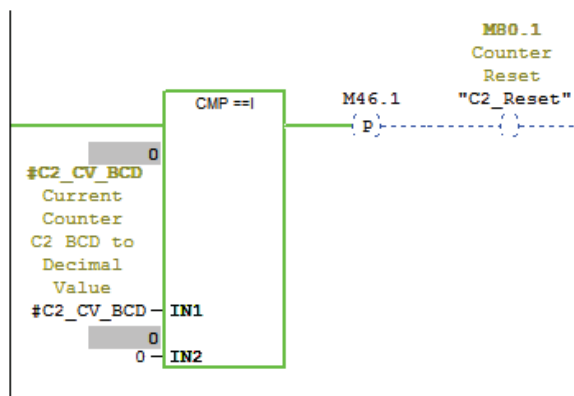 M80.1
Counter
Reset
CMP ==I
M46.1
"C2_Reset"
P
0
#C2_CV_BCD
Current
Counter
C2 BCD to
Decimal
Value
#C2_CV_BCD
IN1
0
0
IN2